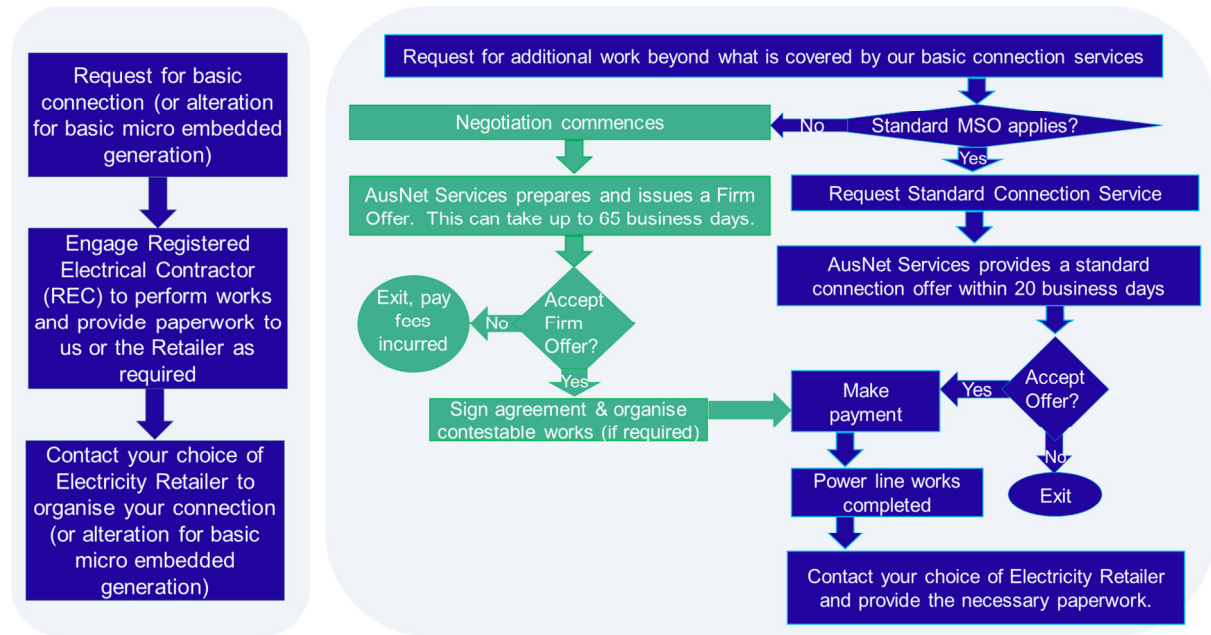 Request for basic
connection (or alteration
for basic micro embedded
generation)
Engage Registered
Electrical Contractor
(REC) to perform works
and provide paperwork to
us or the Retailer as
required
Contact your choice of
Electricity Retailer to
organise your connection
(or alteration for basic
micro embedded
generation)
Request for additional work beyond what is covered by our basic connection services
Standard MSO applies?
No
Negotiation commences
Yes
AusNet Services prepares and issues a Firm
Offer. This can take up to 65 business days.
Request Standard Connection Service
AusNet Services provides a standard
connection offer within 20 business days
Accept
Firm
Offer?
No
Exit, pay
fees
incurred
Yes
Sign agreement & organise
contestable works (if required)
Accept
Offer?
Yes
Make
payment
No
Exit
Power line works
completed
Contact your choice of Electricity Retailer
and provide the necessary paperwork.